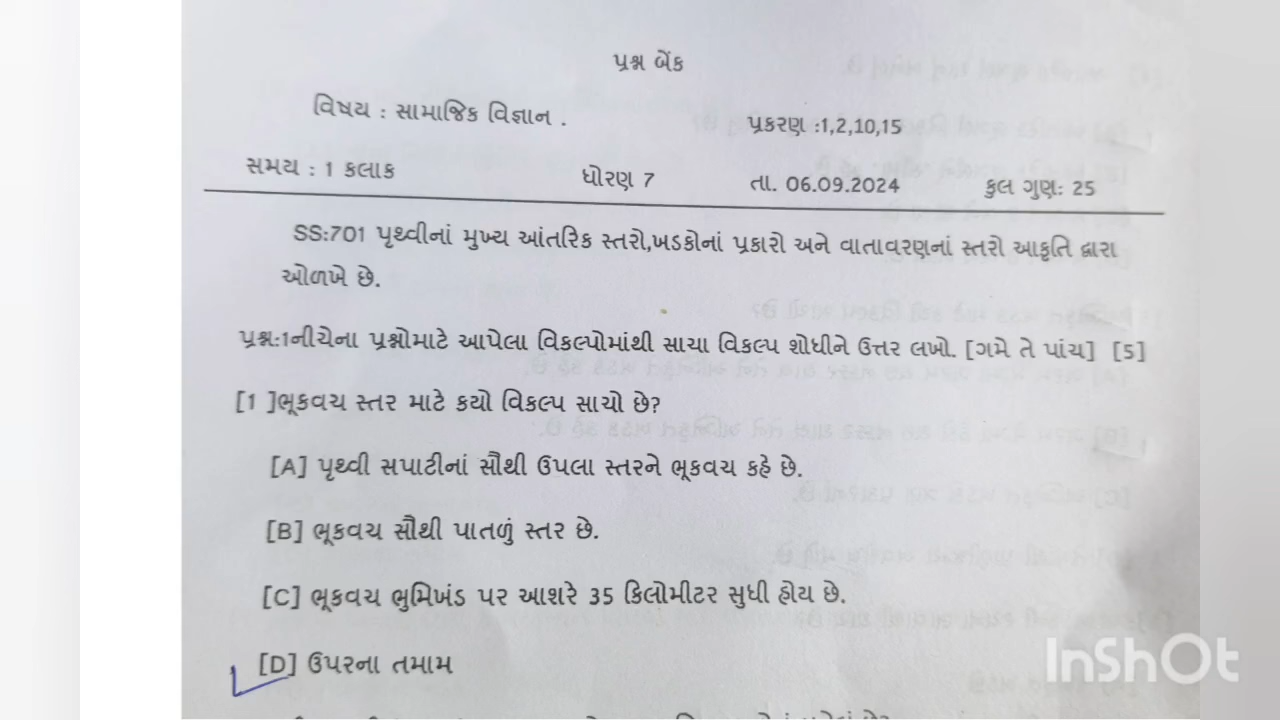 પ્રશ્ન બેંક
વિષય : સામાજિક વિજ્ઞાન . પ્રકરણ :1,2,10,15
સમય : 1 કલાક ધોરણ 7 તા. 06.09.2024 કુલ ગુણ: 25
SS:701 પૃથ્વીનાં મુખ્ય આંતરિક સ્તરો,ખડકોનાં પ્રકારો અને વાતાવરણનાં સ્તરો આકૃતિ દ્વારા
ઓળખે છે.
પ્રશ્ન:1નીચેના પ્રશ્નોમાટે આપેલા વિકલ્પોમાંથી સાચા વિકલ્પ શોધીને ઉત્તર લખો. [ગમે તે પાંચ] [5]
[1 ]ભૂકવચ સ્તર માટે કયો વિકલ્પ સાચો છે?
[A] પૃથ્વી સપાટીનાં સૌથી ઉપલા સ્તરને ભૂકવચ કહે છે.
[B] ભૂકવચ સૌથી પાતળું સ્તર છે.
[C] ભૂકવચ ભુમિખંડ પર આશરે 35 કિલોમીટર સુધી હોય છે.
[D] ઉપરના તમામ
InShOt